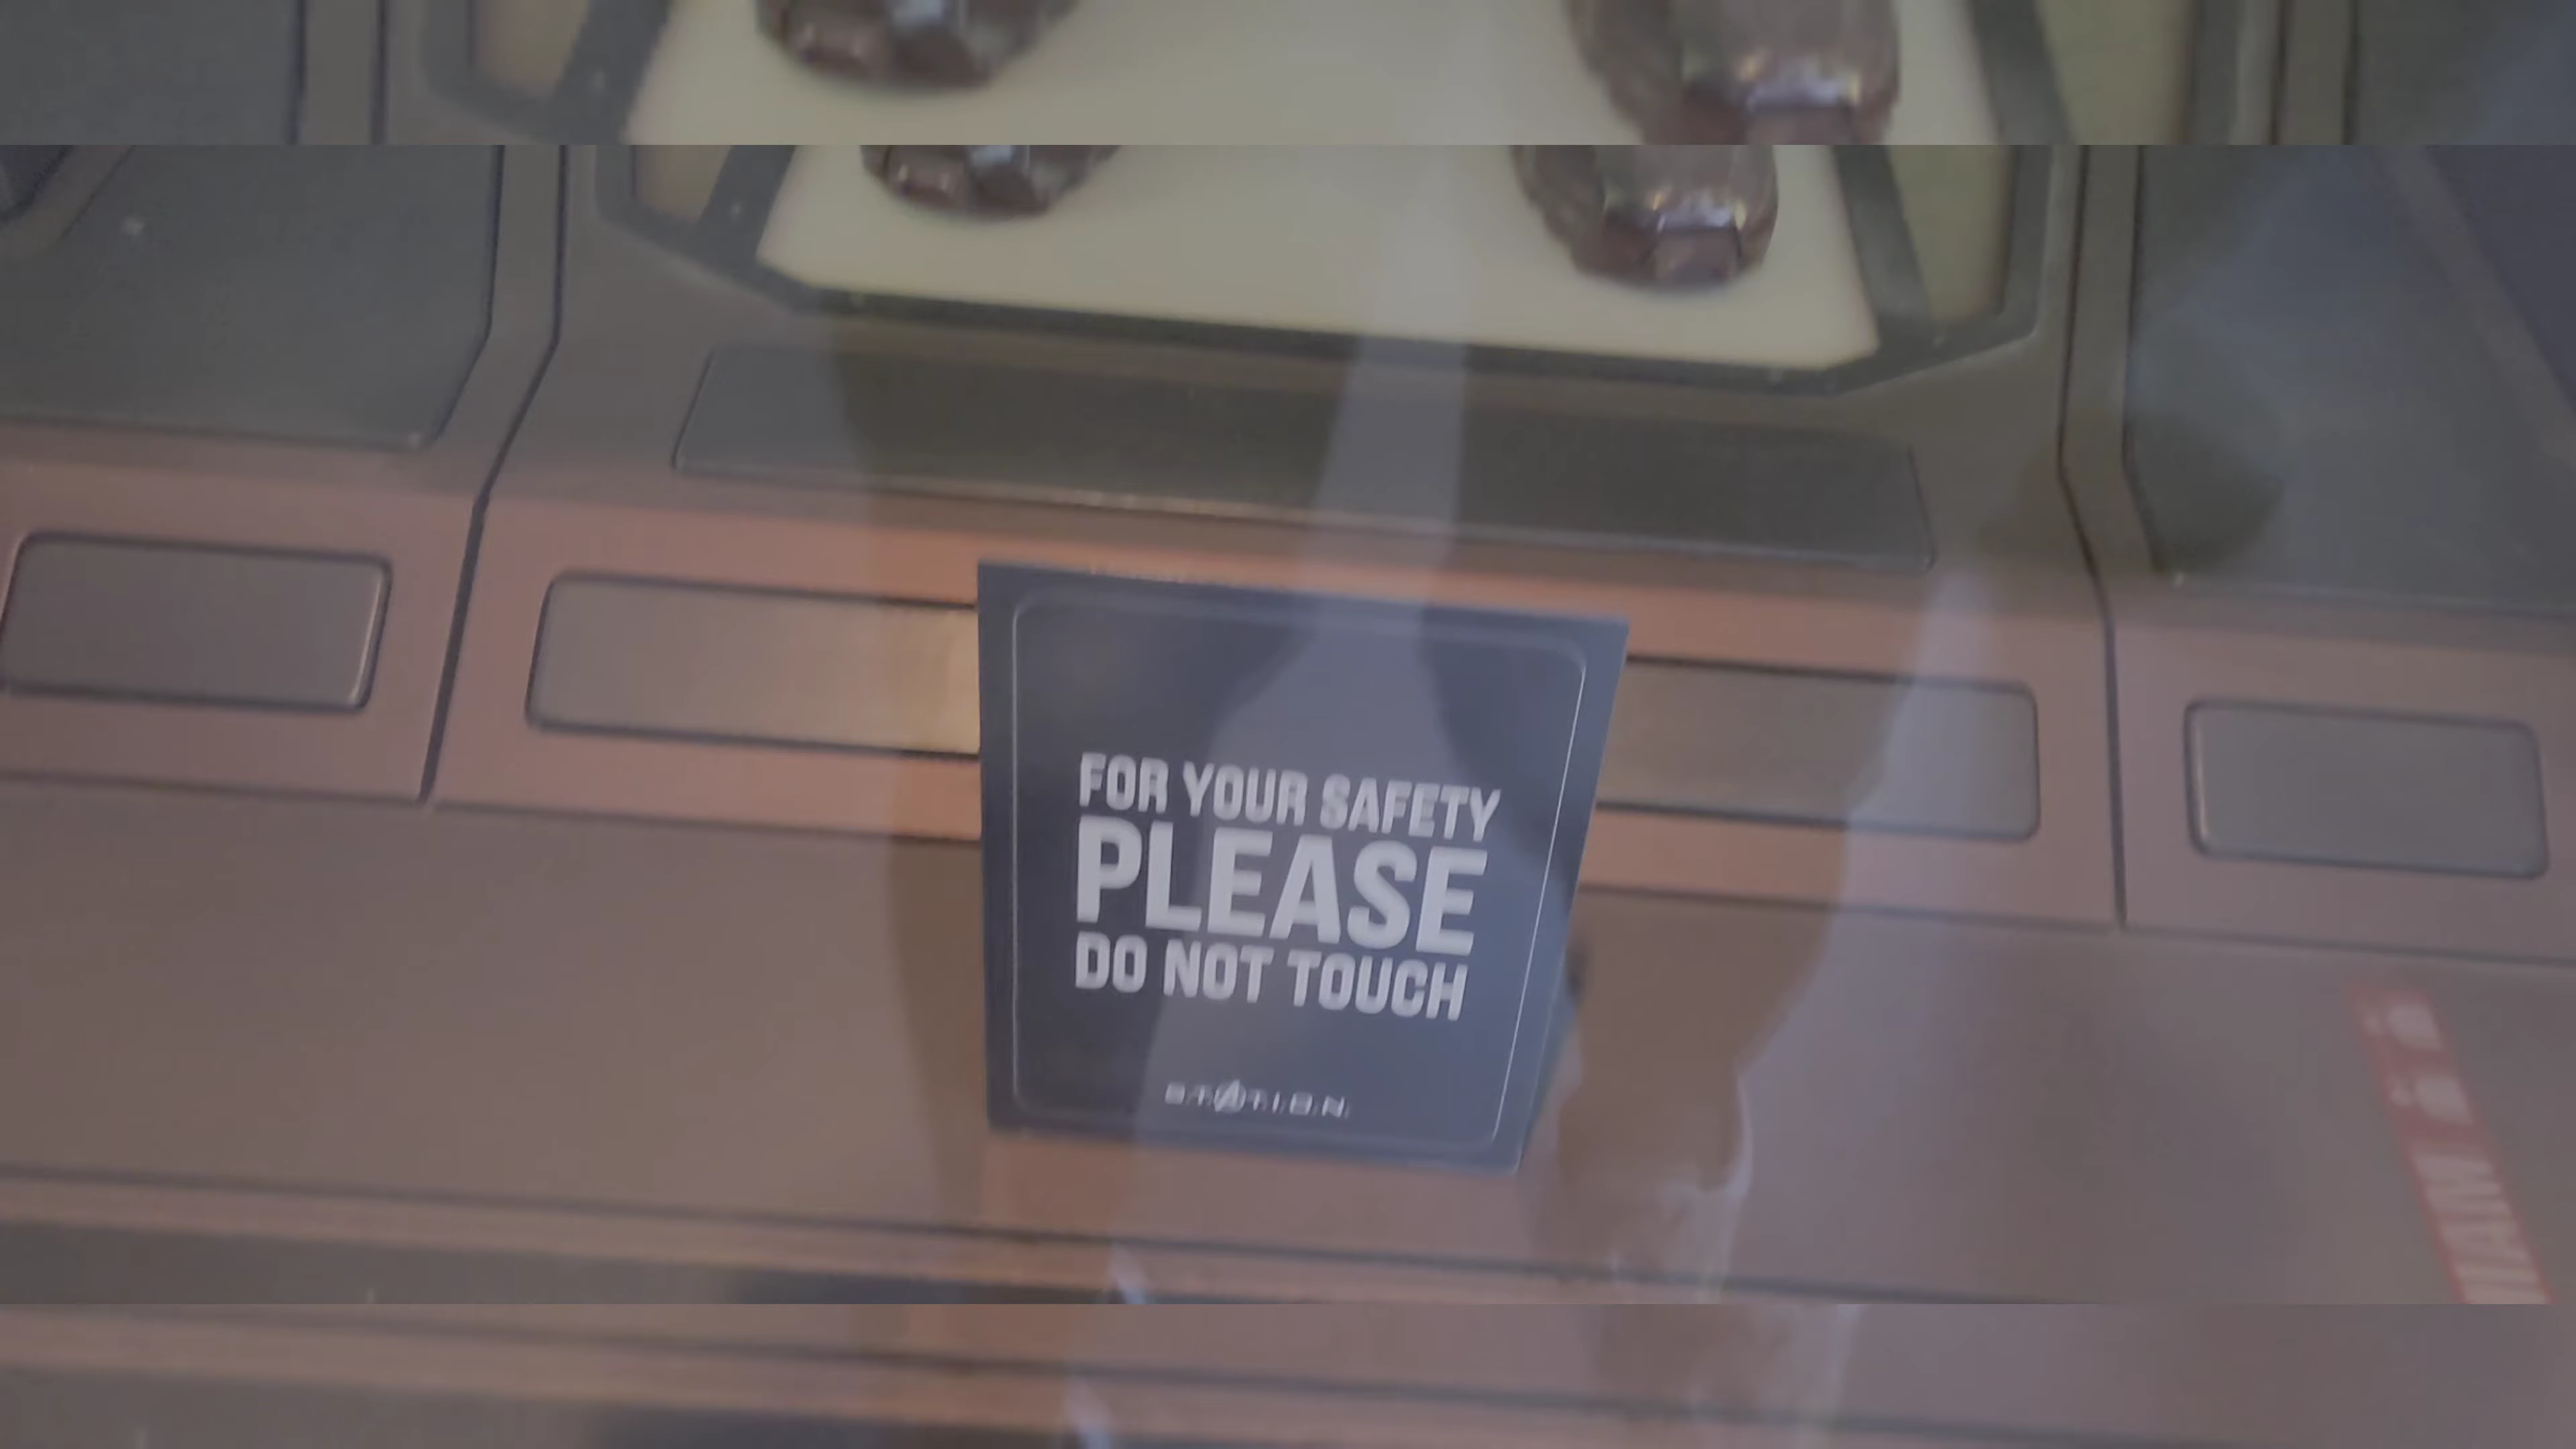 FOR YOUR SAFETY
PLEASE
DO NOT TOUCH
S.T.A.T.I.O.N.